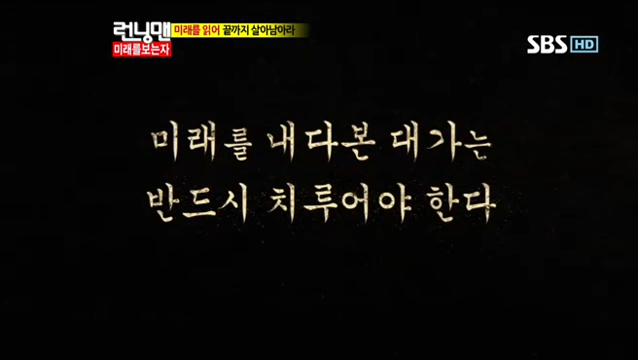 런닝맨 미래를 읽어 끝까지 살아남아라
미래를보는자
SBS HD
미래를 내다본 대가는
반드시 치루어야 한다